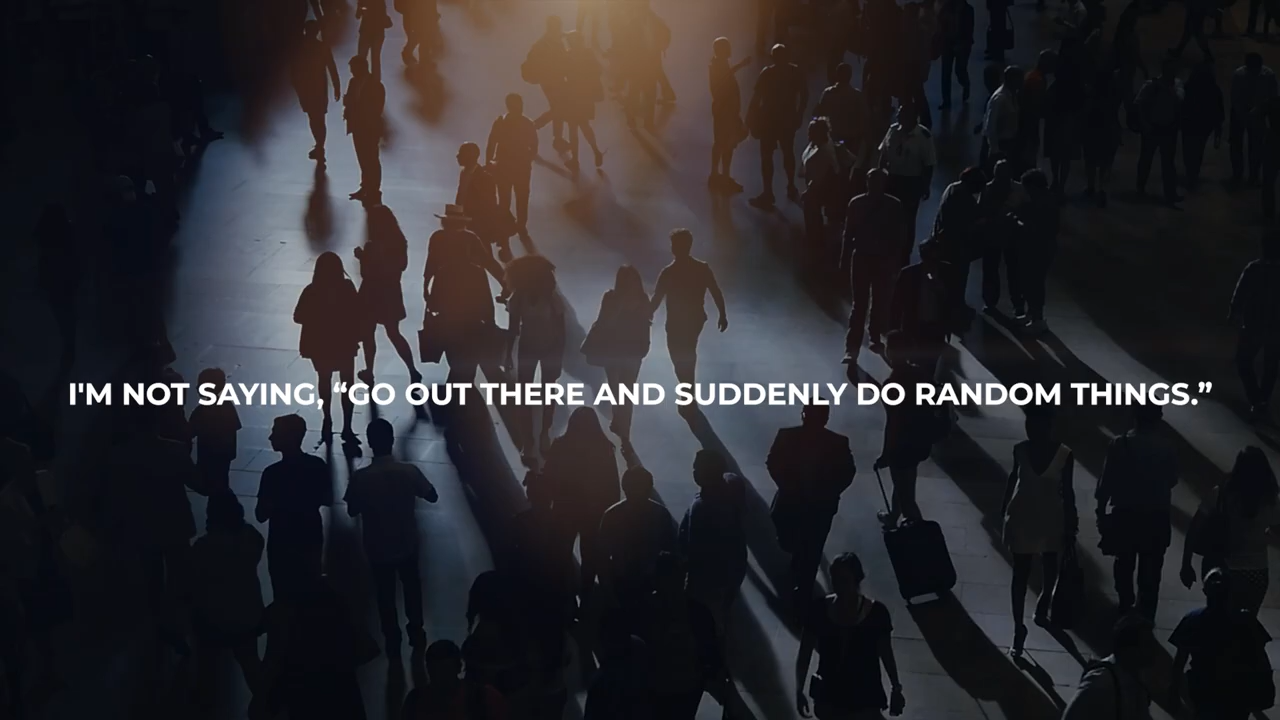 I'M NOT SAYING, “GO OUT THERE AND SUDDENLY DO RANDOM THINGS.”